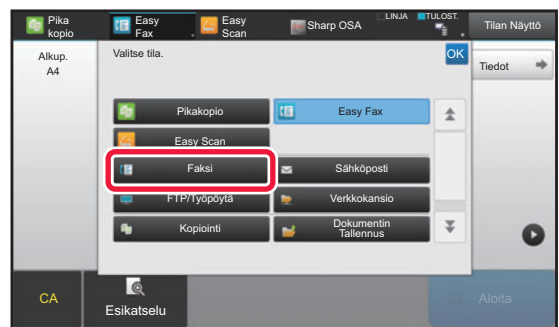 Pika
kopio
Easy
Fax
Easy
Scan
Sharp OSA
LINJA
TULOST.
Tilan Näyttö
Alkup.
A4
Valitse tila.
OK
Tiedot
Pikakopio
Easy Fax
Easy Scan
Faksi
Sähköposti
FTP/Työpöytä
Verkkokansio
Kopiointi
Dokumentin
Tallennus
CA
Esikatselu
Aloita